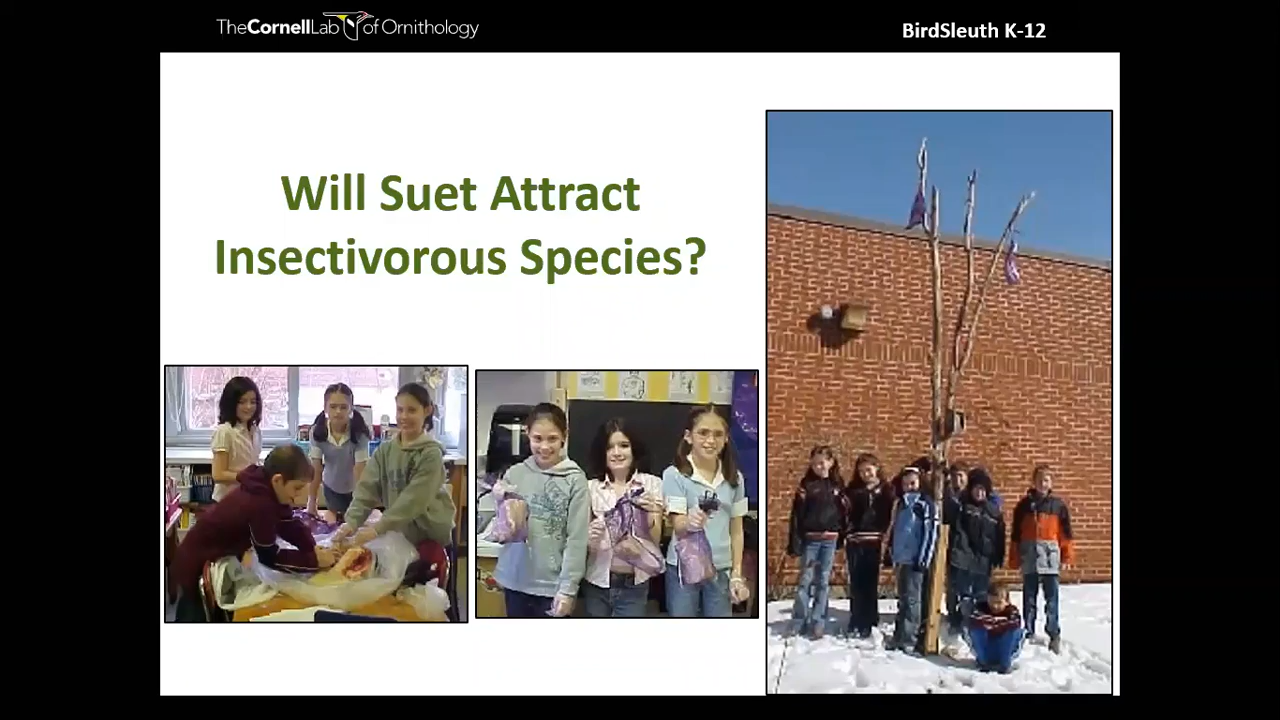 TheCornellLab of Ornithology
BirdSleuth K-12
Will Suet Attract
Insectivorous Species?